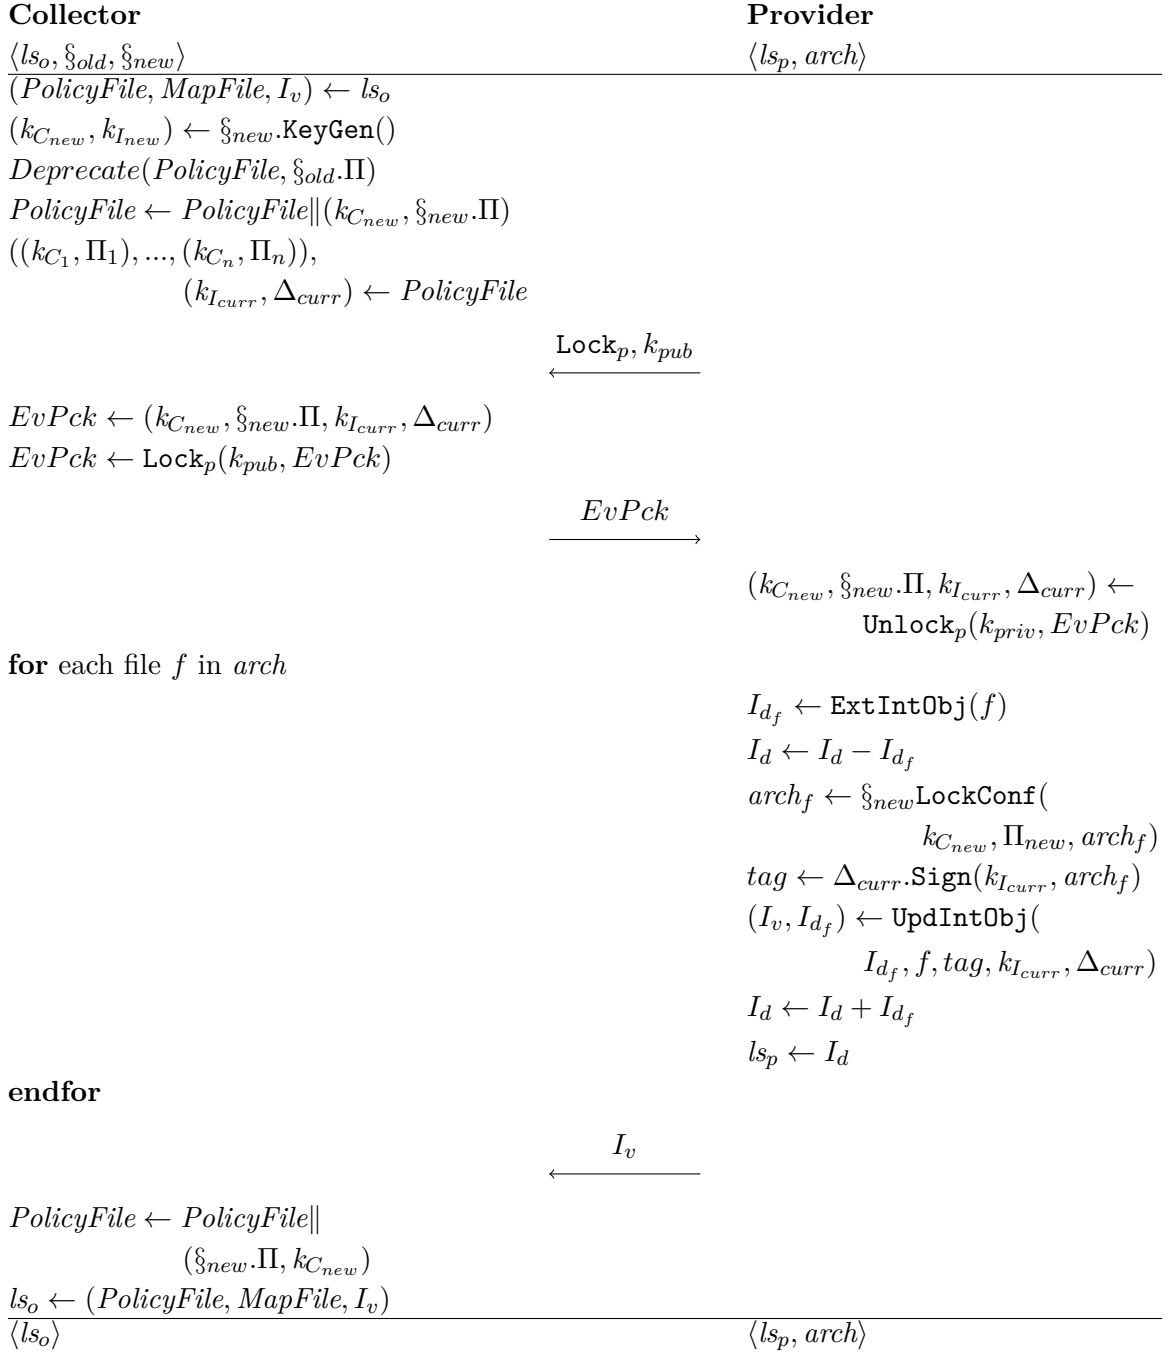 Collector Provider
⟨ls_o, §_old, §_new⟩ ⟨ls_p, arch⟩
(PolicyFile, MapFile, I_v) ← ls_o
(k_{C_new}, k_{I_new}) ← §_new.KeyGen()
Deprecate(PolicyFile, §_old.Π)
PolicyFile ← PolicyFile||(k_{C_new}, §_new.Π)
((k_{C_1}, Π_1), ..., (k_{C_n}, Π_n)),
(k_{I_curr}, Δ_curr) ← PolicyFile
Lock_p, k_pub
EvPck ← (k_{C_new}, §_new.Π, k_{I_curr}, Δ_curr)
EvPck ← Lock_p(k_pub, EvPck)
EvPck
(k_{C_new}, §_new.Π, k_{I_curr}, Δ_curr) ←
Unlock_p(k_priv, EvPck)
for each file f in arch
I_{d_f} ← ExtIntObj(f)
I_d ← I_d − I_{d_f}
arch_f ← §_newLockConf(
k_{C_new}, Π_new, arch_f)
tag ← Δ_curr.Sign(k_{I_curr}, arch_f)
(I_v, I_{d_f}) ← UpdIntObj(
I_{d_f}, f, tag, k_{I_curr}, Δ_curr)
I_d ← I_d + I_{d_f}
ls_p ← I_d
endfor
I_v
PolicyFile ← PolicyFile||
(§_new.Π, k_{C_new})
ls_o ← (PolicyFile, MapFile, I_v)
⟨ls_o⟩ ⟨ls_p, arch⟩